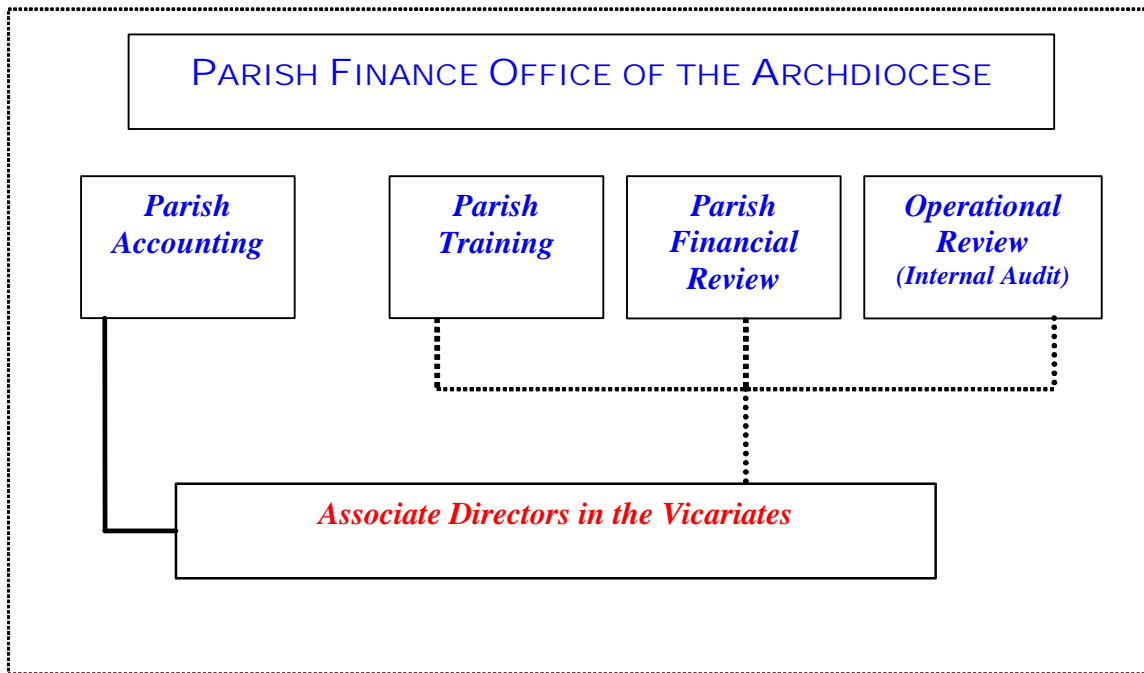 PARISH FINANCE OFFICE OF THE ARCHDIOCESE
Parish
Accounting
Parish
Training
Parish
Financial
Review
Operational
Review
(Internal Audit)
Associate Directors in the Vicariates